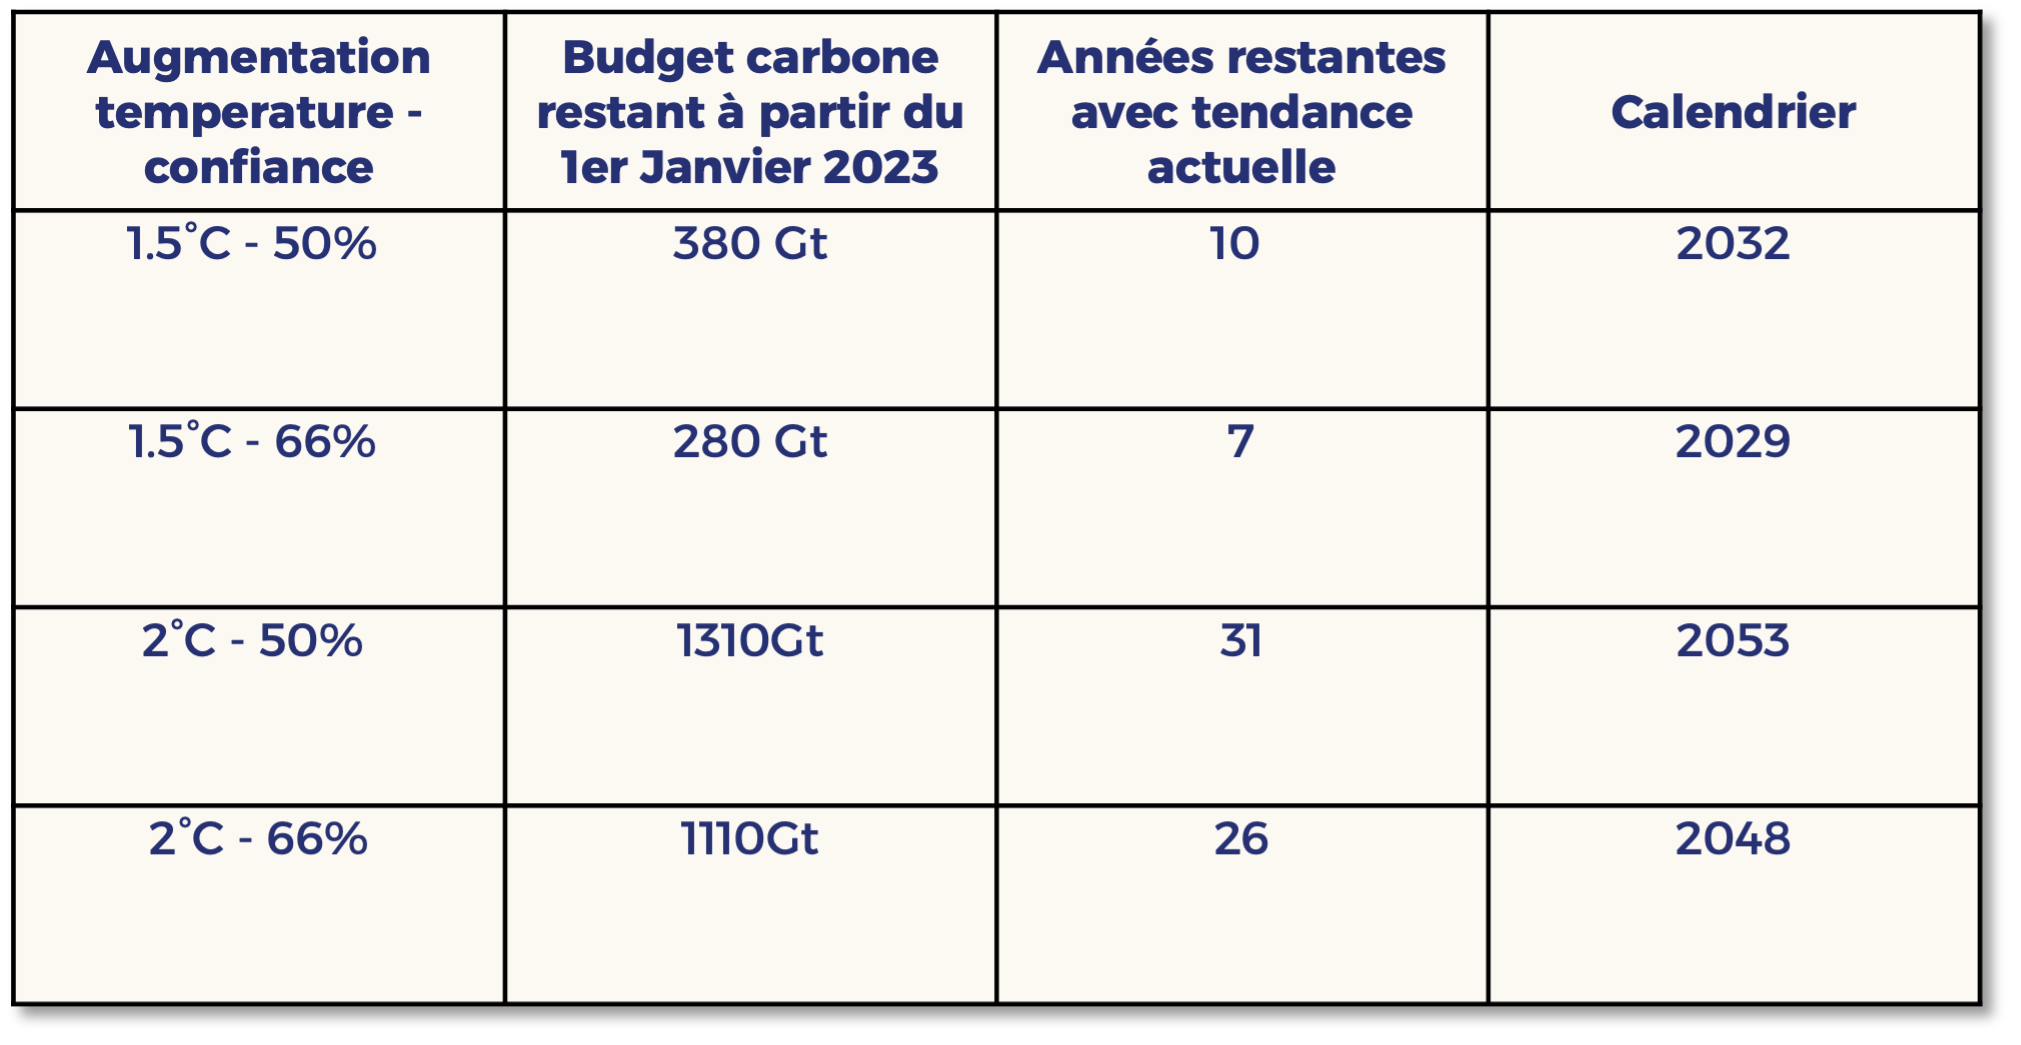 Augmentation
temperature -
confiance
Budget carbone
restant à partir du
1er Janvier 2023
Années restantes
avec tendance
actuelle
Calendrier
1.5°C - 50%
380 Gt
10
2032
1.5°C - 66%
280 Gt
7
2029
2°C - 50%
1310Gt
31
2053
2°C - 66%
1110Gt
26
2048